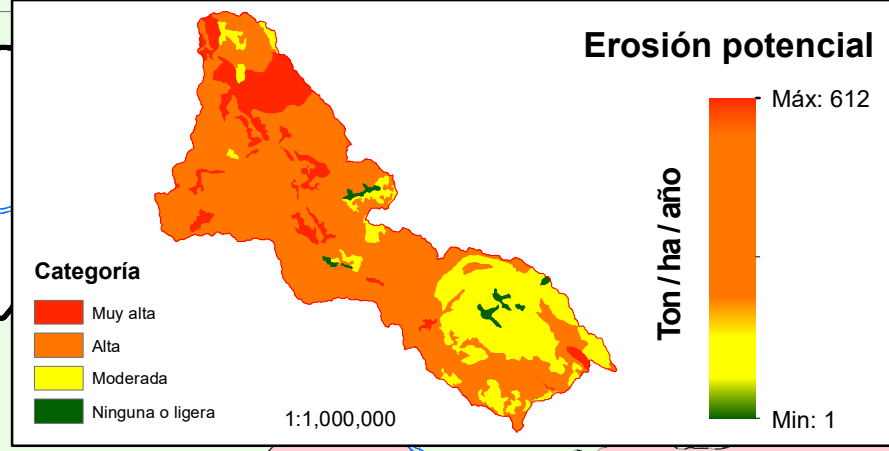 Erosión potencial
Máx: 612
Ton / ha / año
Min: 1
Categoría
Muy alta
Alta
Moderada
Ninguna o ligera
1:1,000,000